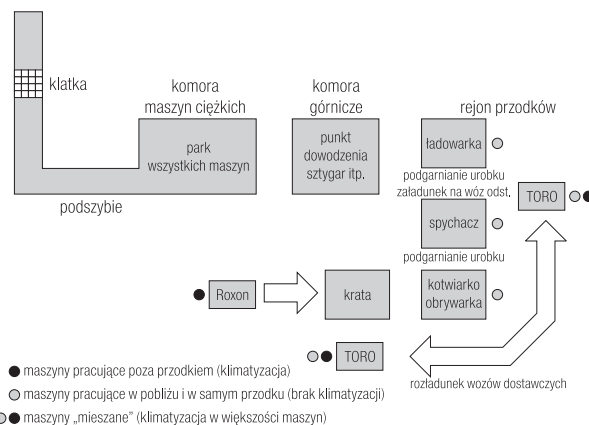 klatka
komora
maszyn ciężkich
park
wszystkich maszyn
podszybie
komora
górnicze
punkt
dowodzenia
sztygar itp.
rejon przodków
ładowarka
podgarnianie urobku
załadunek na wóz odst.
TORO
spychacz
podgarnianie urobku
kotwiarko
obrywarka
Roxon
krata
TORO
rozładunek wozów dostawczych
maszyny pracujące poza przodkiem (klimatyzacja)
maszyny pracujące w pobliżu i w samym przodku (brak klimatyzacji)
maszyny „mieszane” (klimatyzacja w większości maszyn)